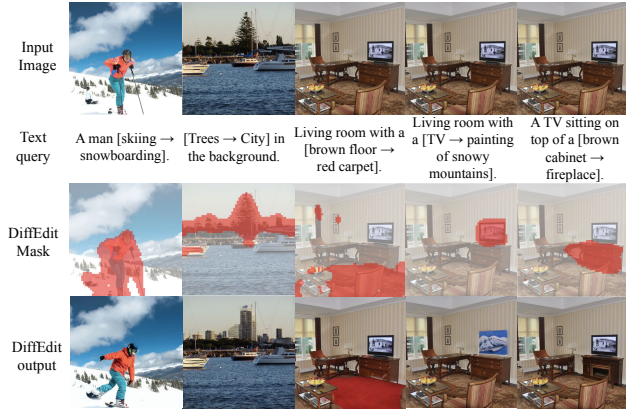 Input
Image
Text
query
A man [skiing →
snowboarding].
[Trees → City] in
the background.
Living room with a
[brown floor →
red carpet].
Living room with
a [TV → painting
of snowy
mountains].
A TV sitting on
top of a [brown
cabinet →
fireplace].
DiffEdit
Mask
DiffEdit
output